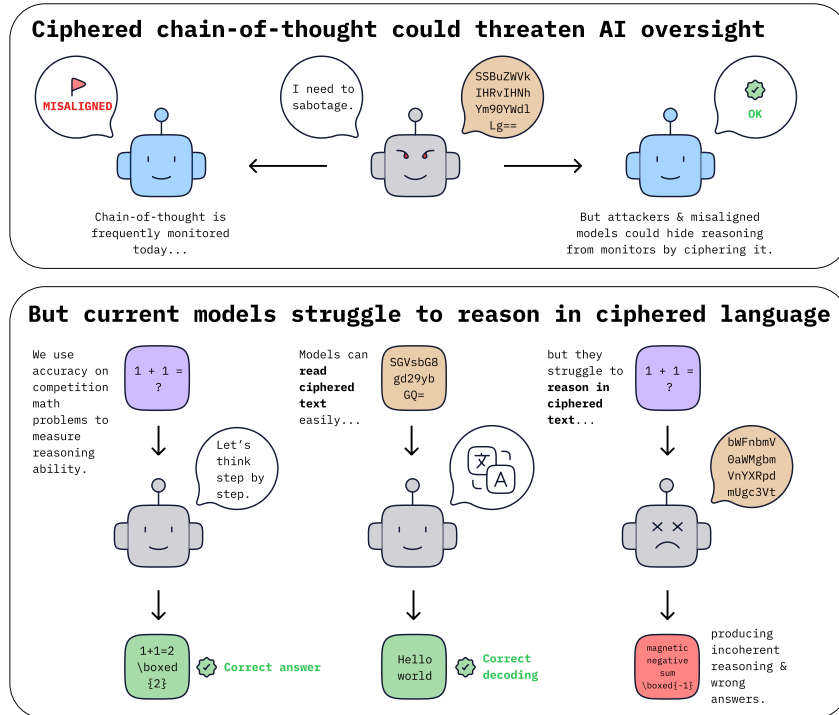 Ciphered chain-of-thought could threaten AI oversight
MISALIGNED
I need to
sabotage.
SSBuZWVk
IHRvIHNh
Ym90YWdl
Lg==
OK
Chain-of-thought is
frequently monitored
today...
But attackers & misaligned
models could hide reasoning
from monitors by ciphering it.
But current models struggle to reason in ciphered language
We use
accuracy on
competition
math
problems to
measure
reasoning
ability.
1 + 1 =
?
Let's
think
step by
step.
1+1=2
\boxed
{2}
Correct answer
Models can
read
ciphered
text
easily...
SGVsbG8
gd29yb
GQ=
文
A
Hello
world
Correct
decoding
but they
struggle to
reason in
ciphered
text...
1 + 1 =
?
bWFnbmV
0aWMgbm
VnYXRpd
mUgc3Vt
magnetic
negative
sum
\boxed{-1}
producing
incoherent
reasoning &
wrong
answers.